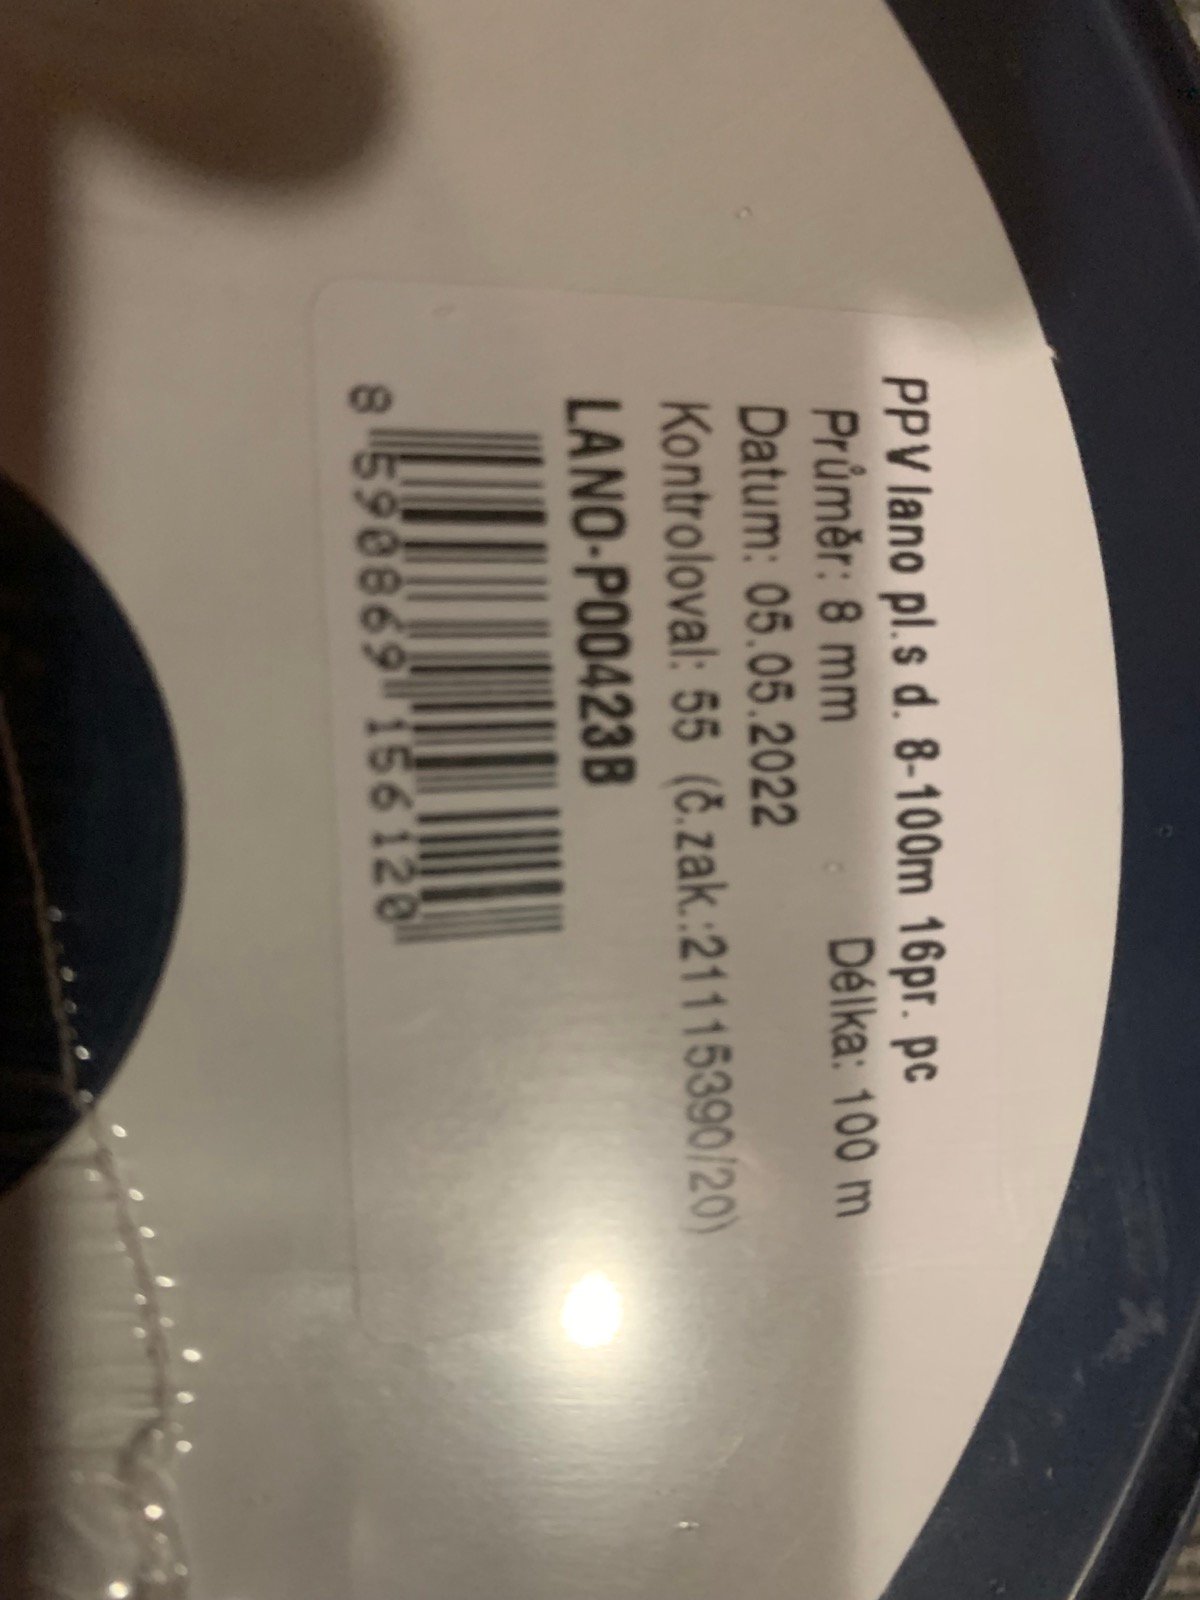 PPV lano pl.s d. 8-100m 16pr. pc
Průměr: 8 mm Délka: 100 m
Datum: 05.05.2022
Kontroloval: 55 (č.zak.:21115390/20)
LANO-P00423B
8 590869 156120